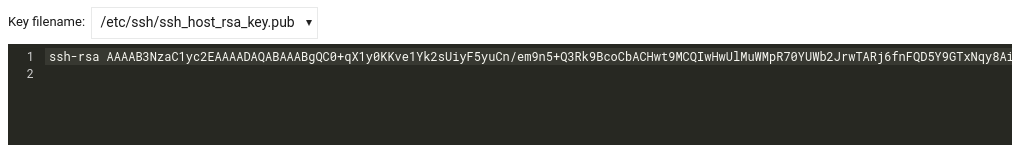 Key filename: /etc/ssh/ssh_host_rsa_key.pub
1 ssh-rsa AAAAB3NzaC1yc2EAAAADAQABAAABgQC0+qX1y0KKve1Yk2sUiyF5yuCn/em9n5+Q3Rk9BcoCbACHwt9MCQIwHwUlMuWMpR70YUWb2JrwTARj6fnFQD5Y9GTxNqy8Ai
2